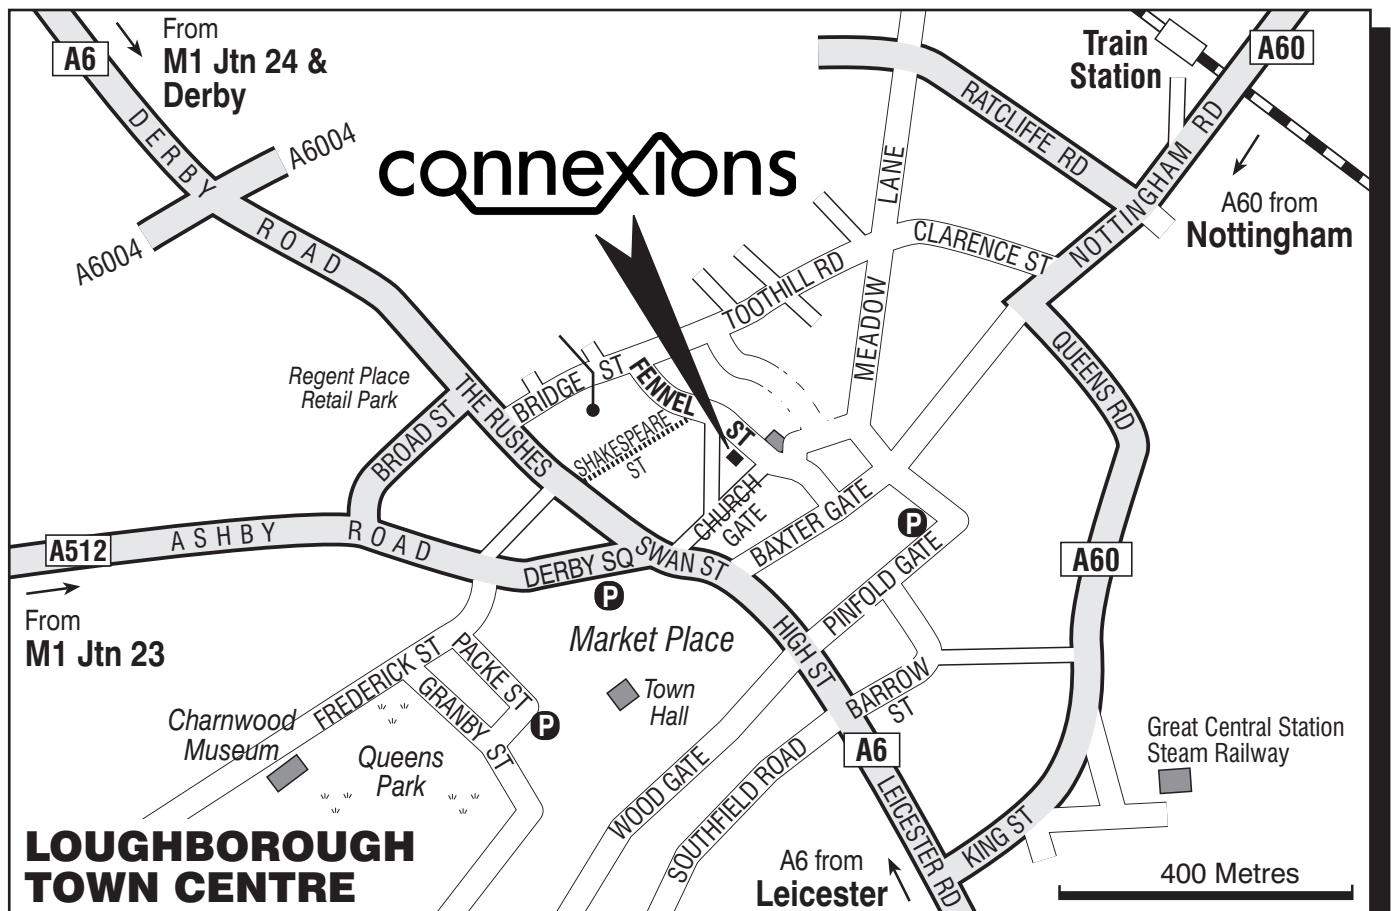 A6
From
M1 Jtn 24 &
Derby
DERBY
ROAD
A6004
A6004
connexions
LANE
RATCLIFFE RD
Train
Station
A60
NOTTINGHAM RD
A60 from
Nottingham
CLARENCE ST
TOOTHILL RD
MEADOW
QUEENS RD
Regent Place
Retail Park
BRIDGE ST
FENNEL
ST
THE RUSHES
BROAD ST
SHAKESPEARE
ST
CHURCH
GATE
BAXTER GATE
P
A512
ASHBY
ROAD
DERBY SQ
SWAN ST
PINFOLD GATE
A60
P
From
M1 Jtn 23
Market Place
HIGH ST
FREDERICK ST
PACKE ST
GRANBY ST
P
Town
Hall
BARROW
ST
Charnwood
Museum
Queens
Park
A6
WOOD GATE
SOUTHFIELD ROAD
LEICESTER RD
KING ST
Great Central Station
Steam Railway
LOUGHBOROUGH
TOWN CENTRE
A6 from
Leicester
400 Metres